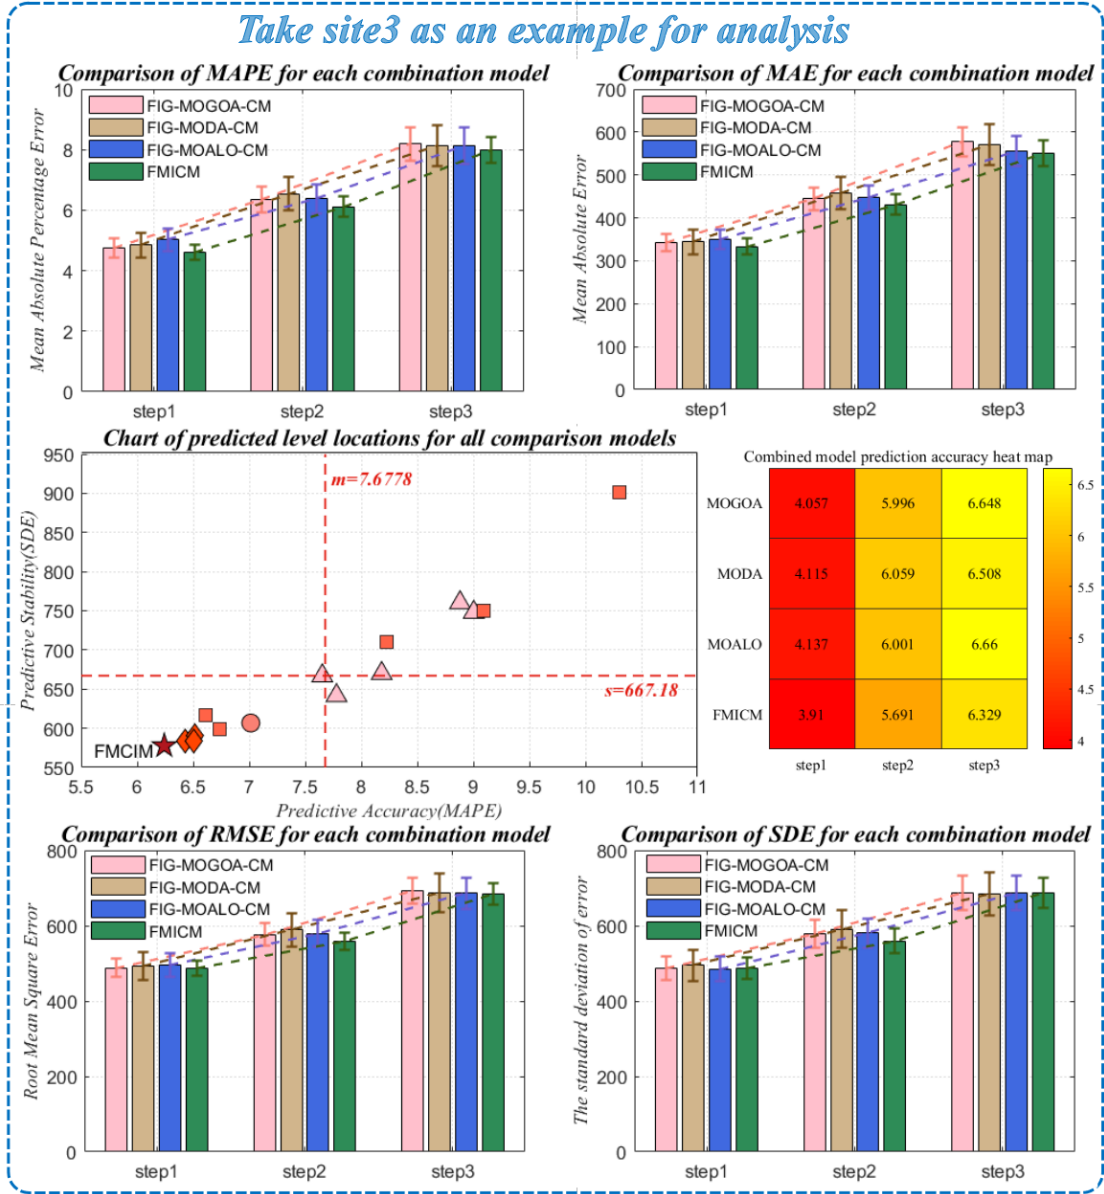 Take site3 as an example for analysis
Comparison of MAPE for each combination model
10
8
6
4
2
0
Mean Absolute Percentage Error
FIG-MOGOA-CM
FIG-MODA-CM
FIG-MOALO-CM
FMICM
step1
step2
step3
Comparison of MAE for each combination model
700
600
500
400
300
200
100
0
Mean Absolute Error
FIG-MOGOA-CM
FIG-MODA-CM
FIG-MOALO-CM
FMICM
step1
step2
step3
Chart of predicted level locations for all comparison models
950
900
850
800
750
700
650
600
550
Predictive Stability(SDE)
m=7.6778
s=667.18
FMCIM
5.5
6
6.5
7
7.5
8
8.5
9
9.5
10
10.5
11
Predictive Accuracy(MAPE)
Combined model prediction accuracy heat map
MOGOA
4.057
5.996
6.648
MODA
4.115
6.059
6.508
MOALO
4.137
6.001
6.66
FMICM
3.91
5.691
6.329
step1
step2
step3
6.5
6
5.5
5
4.5
4
Comparison of RMSE for each combination model
800
600
400
200
0
Root Mean Square Error
FIG-MOGOA-CM
FIG-MODA-CM
FIG-MOALO-CM
FMICM
step1
step2
step3
Comparison of SDE for each combination model
800
600
400
200
0
The standard deviation of error
FIG-MOGOA-CM
FIG-MODA-CM
FIG-MOALO-CM
FMICM
step1
step2
step3